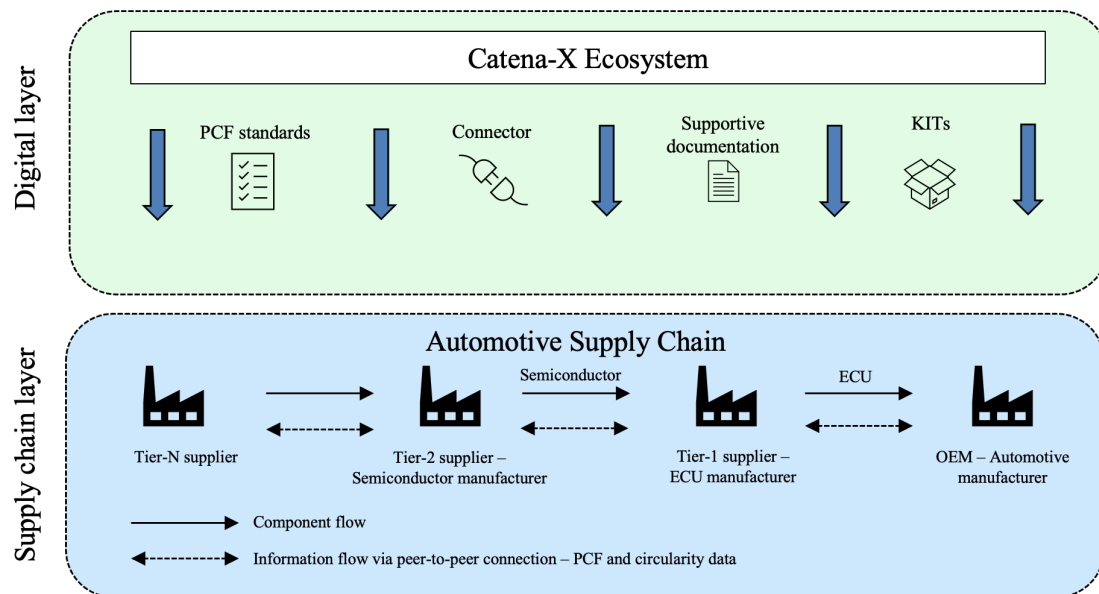 Digital layer
Catena-X Ecosystem
PCF standards
Connector
Supportive
documentation
KITs
Supply chain layer
Automotive Supply Chain
Semiconductor
ECU
Tier-N supplier
Tier-2 supplier –
Semiconductor manufacturer
Tier-1 supplier –
ECU manufacturer
OEM – Automotive
manufacturer
Component flow
Information flow via peer-to-peer connection – PCF and circularity data